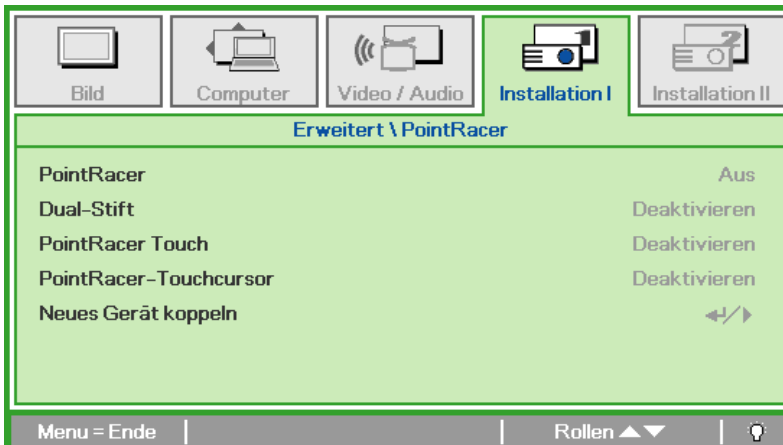 Bild
Computer
Video / Audio
Installation I
Installation II
Erweitert \ PointRacer
PointRacer Aus
Dual-Stift Deaktivieren
PointRacer Touch Deaktivieren
PointRacer-Touchcursor Deaktivieren
Neues Gerät koppeln ↵/▶
Menu = Ende Rollen ▲▼